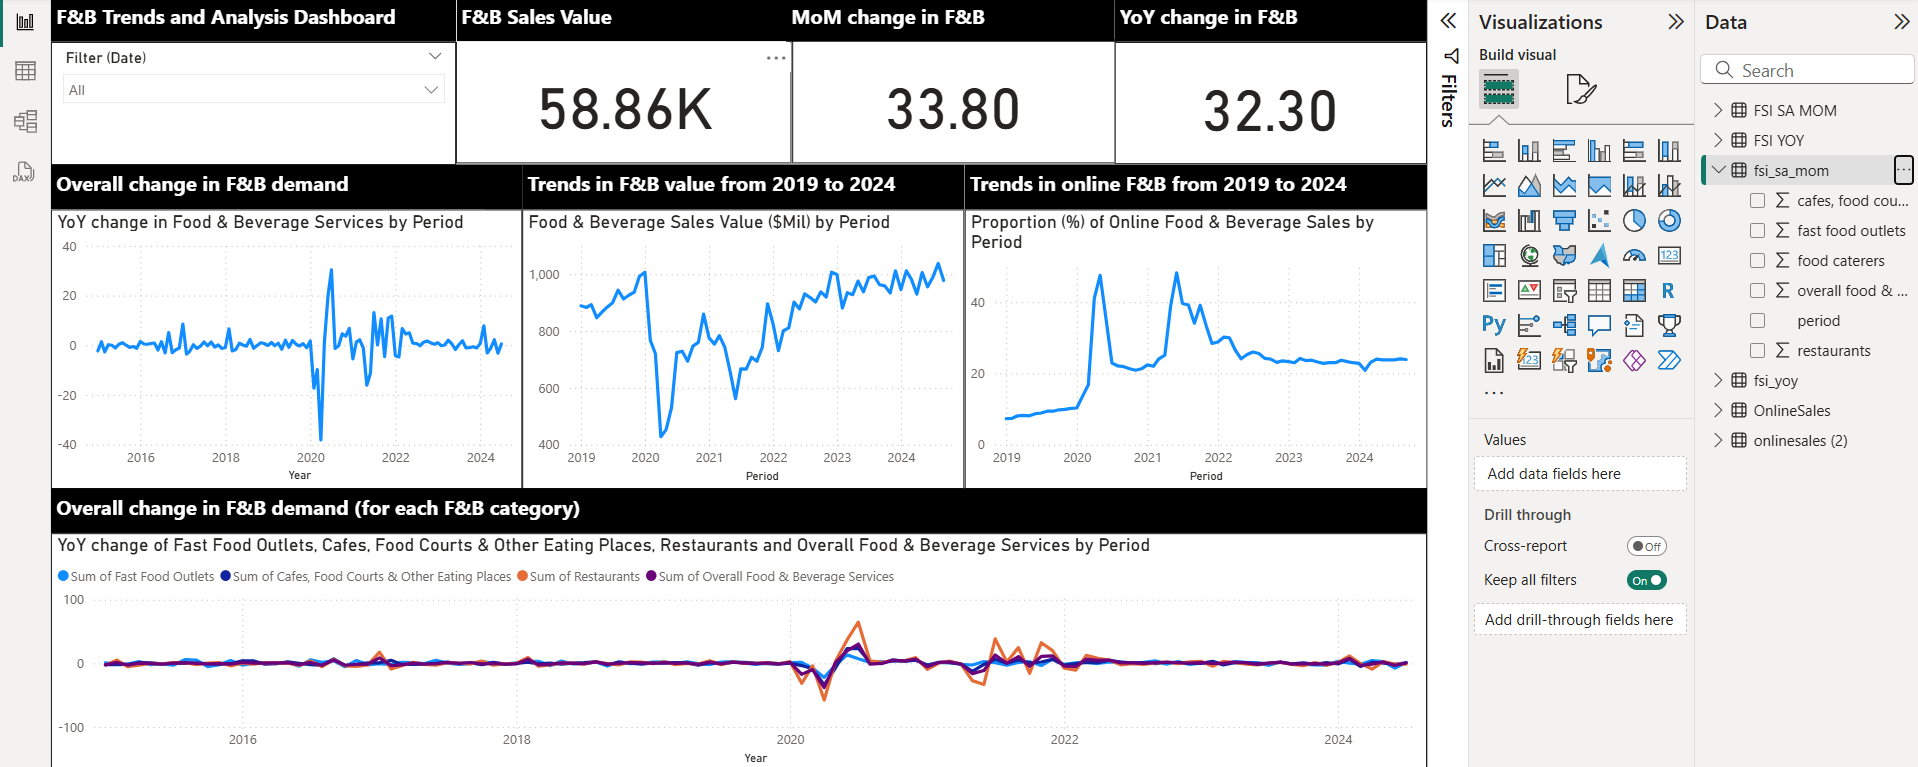 F&B Trends and Analysis Dashboard
F&B Sales Value
MoM change in F&B
YoY change in F&B
Filter (Date)
All
58.86K
33.80
32.30
Overall change in F&B demand
Trends in F&B value from 2019 to 2024
Trends in online F&B from 2019 to 2024
YoY change in Food & Beverage Services by Period
40
20
0
-20
-40
2016
2018
2020
2022
2024
Year
Food & Beverage Sales Value ($Mil) by Period
1,000
800
600
400
2019
2020
2021
2022
2023
2024
Period
Proportion (%) of Online Food & Beverage Sales by
Period
40
20
0
2019
2020
2021
2022
2023
2024
Period
Overall change in F&B demand (for each F&B category)
YoY change of Fast Food Outlets, Cafes, Food Courts & Other Eating Places, Restaurants and Overall Food & Beverage Services by Period
Sum of Fast Food Outlets
Sum of Cafes, Food Courts & Other Eating Places
Sum of Restaurants
Sum of Overall Food & Beverage Services
100
0
-100
2016
2018
2020
2022
2024
Year
DAX
Filters
Visualizations
Build visual
123
R
Py
123
...
Values
Add data fields here
Drill through
Cross-report
Off
Keep all filters
On
Add drill-through fields here
Data
Search
FSI SA MOM
FSI YOY
fsi_sa_mom
...
cafes, food cou...
fast food outlets
food caterers
overall food & ...
period
restaurants
fsi_yoy
OnlineSales
onlinesales (2)